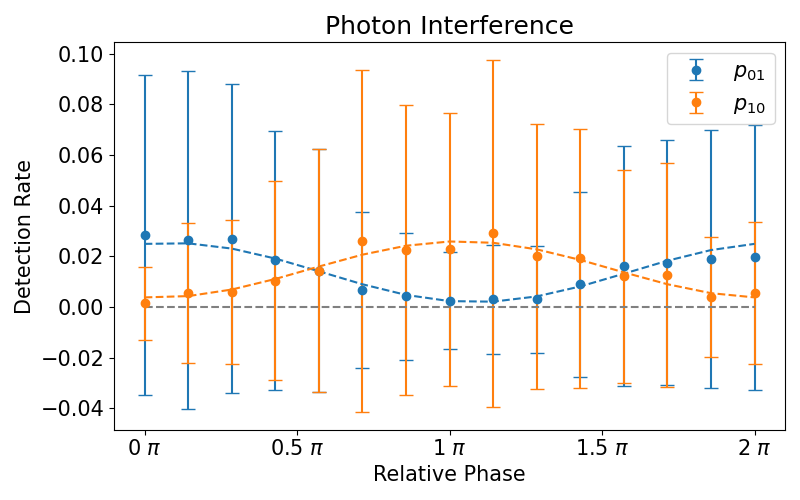 Photon Interference
0.10
0.08
0.06
0.04
0.02
0.00
−0.02
−0.04
Detection Rate
p01
p10
0 π
0.5 π
1 π
1.5 π
2 π
Relative Phase